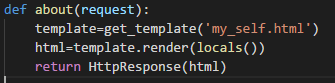 def about(request):
    template=get_template('my_self.html')
    html=template.render(locals())
    return HttpResponse(html)